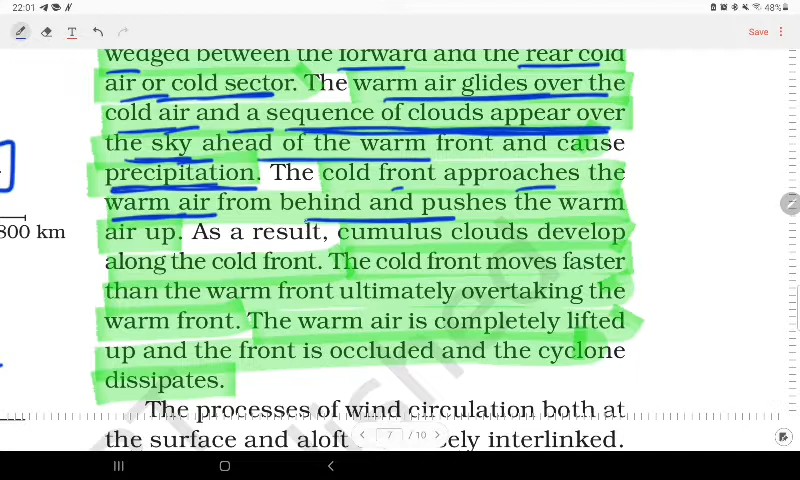 22:01
48%
T
Save
wedged between the forward and the rear cold
air or cold sector. The warm air glides over the
cold air and a sequence of clouds appear over
the sky ahead of the warm front and cause
precipitation. The cold front approaches the
warm air from behind and pushes the warm
800 km
air up. As a result, cumulus clouds develop
along the cold front. The cold front moves faster
than the warm front ultimately overtaking the
warm front. The warm air is completely lifted
up and the front is occluded and the cyclone
dissipates.
The processes of wind circulation both at
the surface and aloft
7 / 10
ely interlinked.